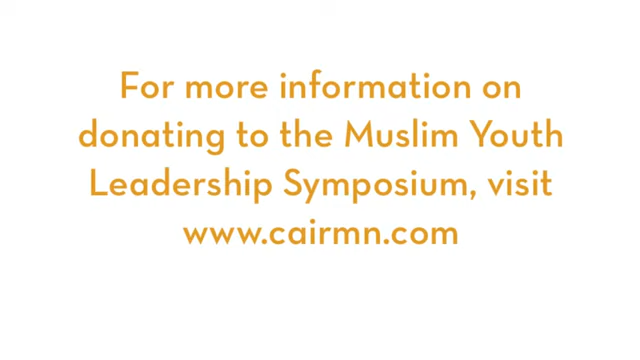 For more information on
donating to the Muslim Youth
Leadership Symposium, visit
www.cairmn.com